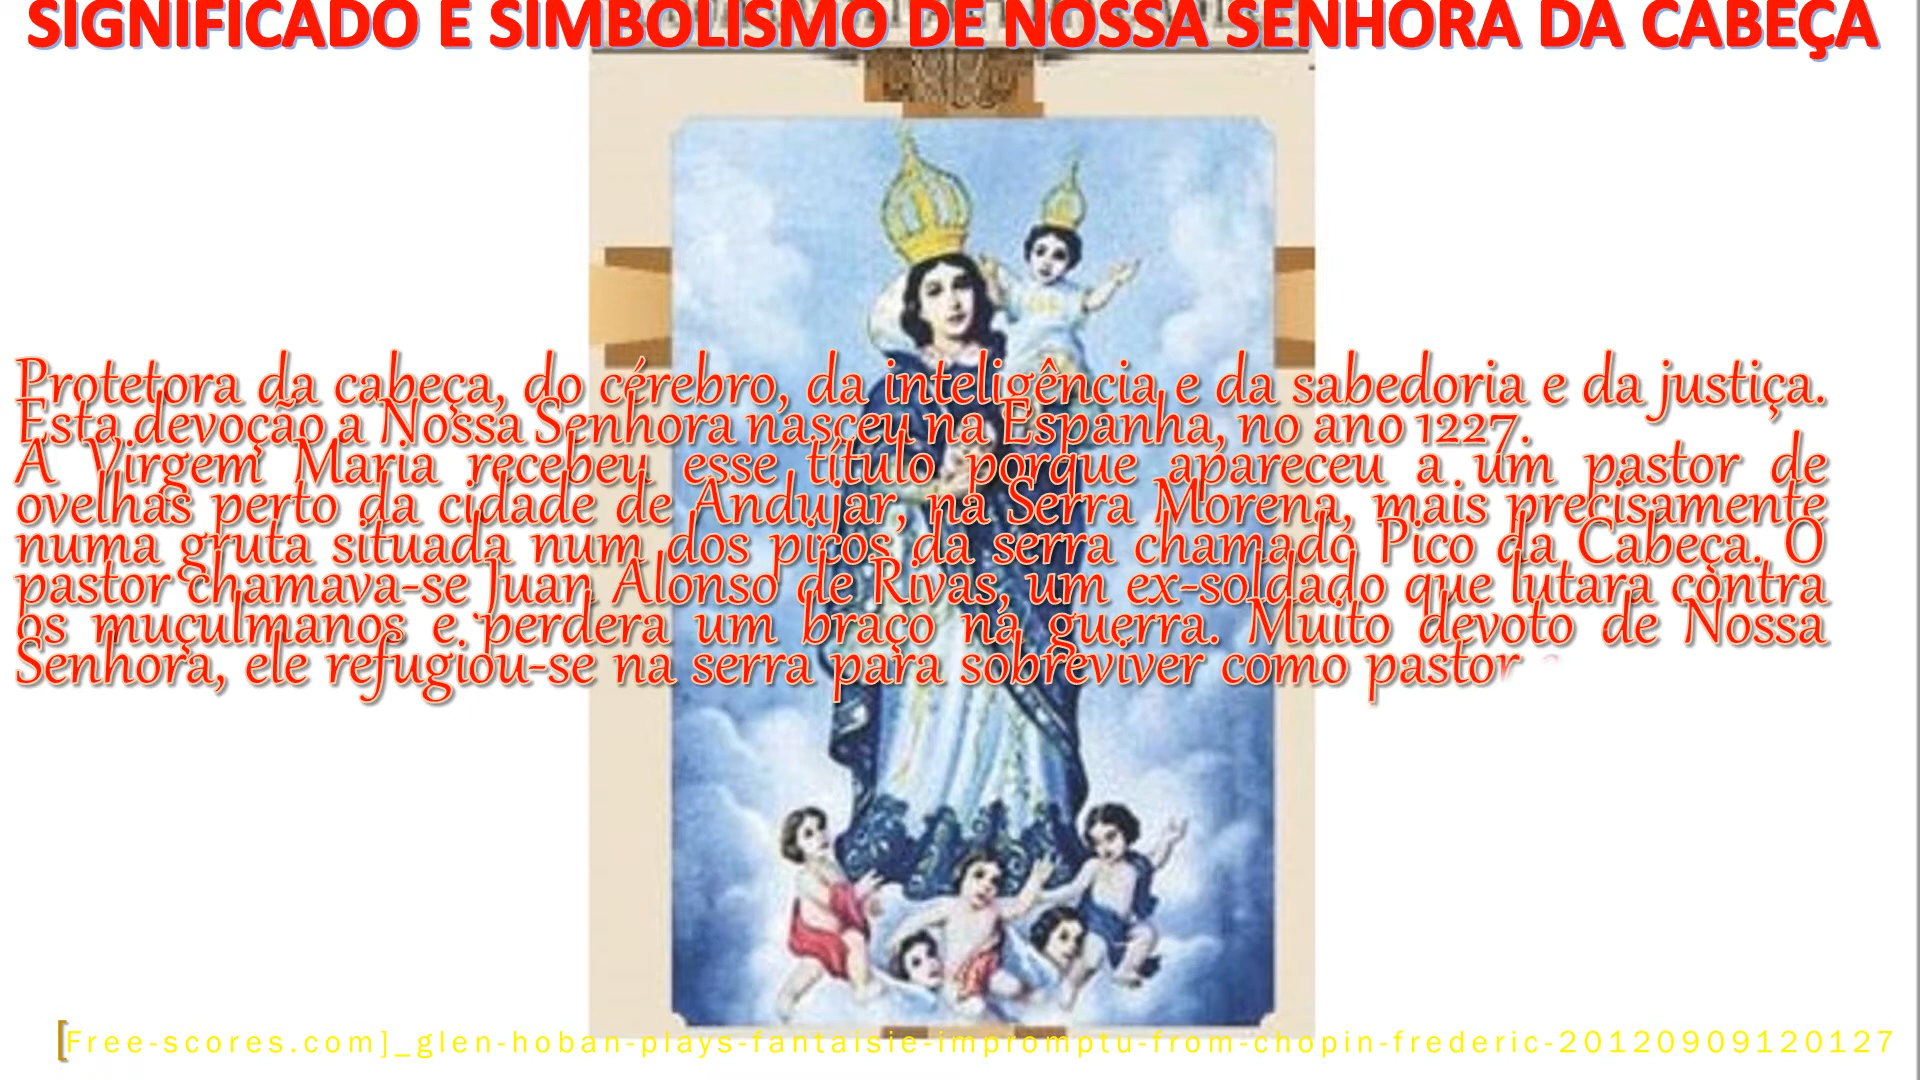 SIGNIFICADO E SIMBOLISMO DE NOSSA SENHORA DA CABEÇA
Protetora da cabeça, do cérebro, da inteligência e da sabedoria e da justiça.
Esta devoção a Nossa Senhora nasceu na Espanha, no ano 1227.
A Virgem Maria recebeu esse título porque apareceu a um pastor de
ovelhas perto da cidade de Andujar, na Serra Morena, mais precisamente
numa gruta situada num dos picos da serra chamado Pico da Cabeça. O
pastor chamava-se Juan Alonso de Rivas, um ex-soldado que lutara contra
os muçulmanos e perdera um braço na guerra. Muito devoto de Nossa
Senhora, ele refugiou-se na serra para sobreviver como pastor
[Free-scores.com]_glen-hoban-plays-fantaisie-impromptu-from-chopin-frederic-20120909120127